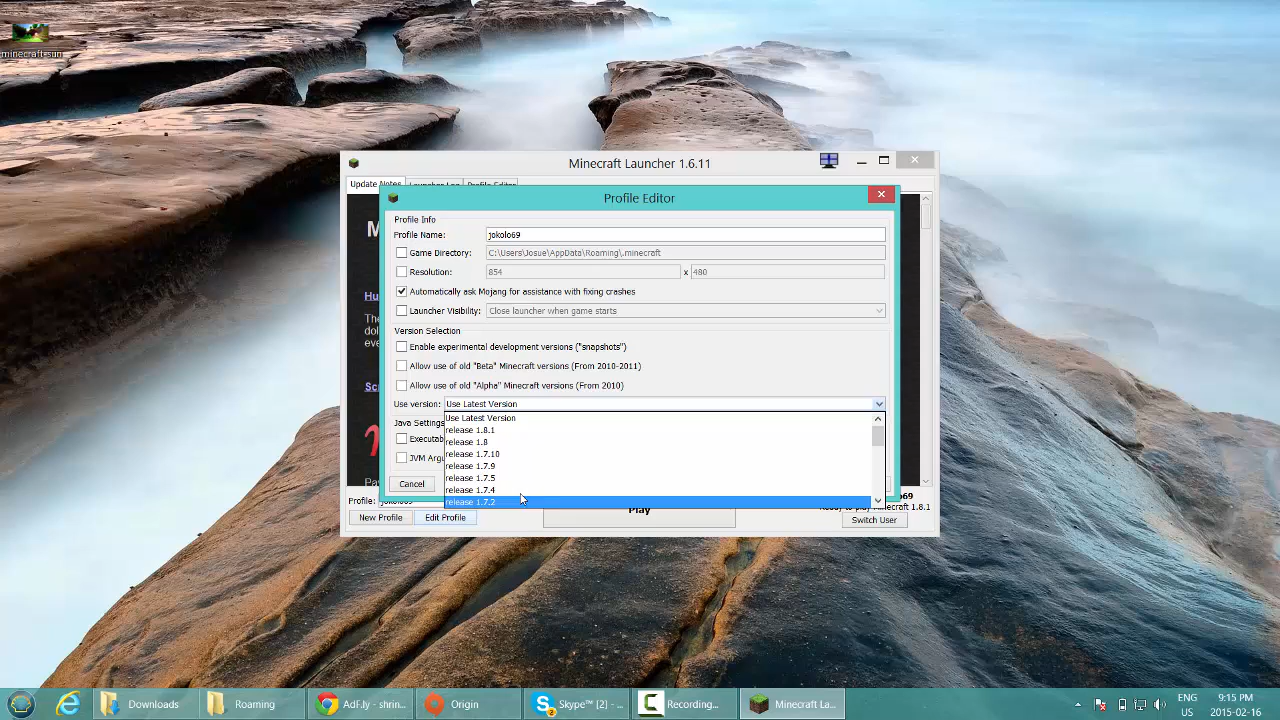 minecraft-sun
Minecraft Launcher 1.6.11
Update Notes Launcher Log Profile Editor
Profile Editor
Profile Info
Profile Name: jokolo69
Game Directory: C:\Users\Josue\AppData\Roaming\.minecraft
Resolution: 854 x 480
Automatically ask Mojang for assistance with fixing crashes
Launcher Visibility: Close launcher when game starts
Version Selection
Enable experimental development versions ("snapshots")
Allow use of old "Beta" Minecraft versions (From 2010-2011)
Allow use of old "Alpha" Minecraft versions (From 2010)
Use version: Use Latest Version
Use Latest Version
release 1.8.1
release 1.8
release 1.7.10
release 1.7.9
release 1.7.5
release 1.7.4
release 1.7.2
Java Settings
Executab
JVM Argu
Cancel
Profile: jokolo69
New Profile Edit Profile
Play
Ready to play Minecraft 1.8.1
Switch User
Downloads
Roaming
AdF.ly - shrin...
Origin
Skype™ (2) - ...
Recording...
Minecraft La...
ENG
US
9:15 PM
2015-02-16